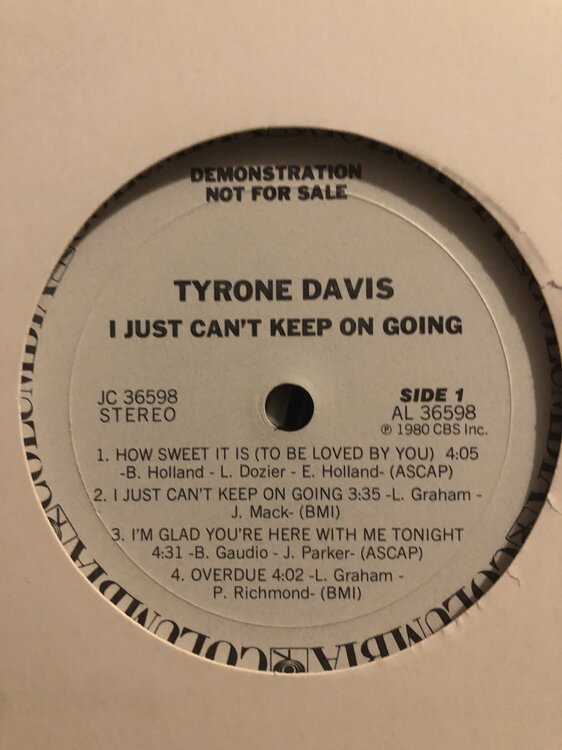 DEMONSTRATION
NOT FOR SALE
TYRONE DAVIS
I JUST CAN'T KEEP ON GOING
JC 36598
STEREO
SIDE 1
AL 36598
℗ 1980 CBS Inc.
1. HOW SWEET IT IS (TO BE LOVED BY YOU) 4:05
-B. Holland - L. Dozier - E. Holland- (ASCAP)
2. I JUST CAN'T KEEP ON GOING 3:35 -L. Graham -
J. Mack- (BMI)
3. I'M GLAD YOU'RE HERE WITH ME TONIGHT
4:31 -B. Gaudio - J. Parker- (ASCAP)
4. OVERDUE 4:02 -L. Graham -
P. Richmond- (BMI)
COLUMBIA COLUMBIA COLUMBIA COLUMBIA